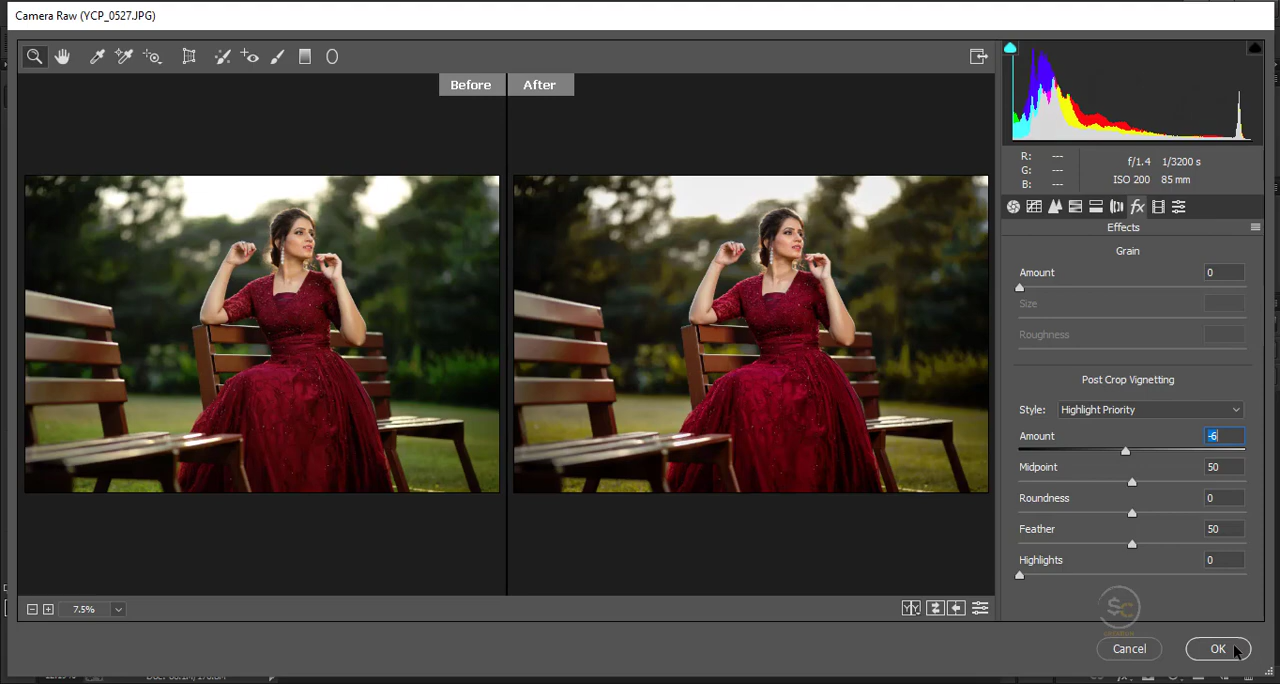 Camera Raw (YCP_0527.JPG)
Before
After
R: ---
G: ---
B: ---
f/1.4 1/3200 s
ISO 200 85 mm
fx
Effects
Grain
Amount 0
Size
Roughness
Post Crop Vignetting
Style: Highlight Priority
Amount -6
Midpoint 50
Roundness 0
Feather 50
Highlights 0
7.5%
Y Y
SC
Cancel
OK